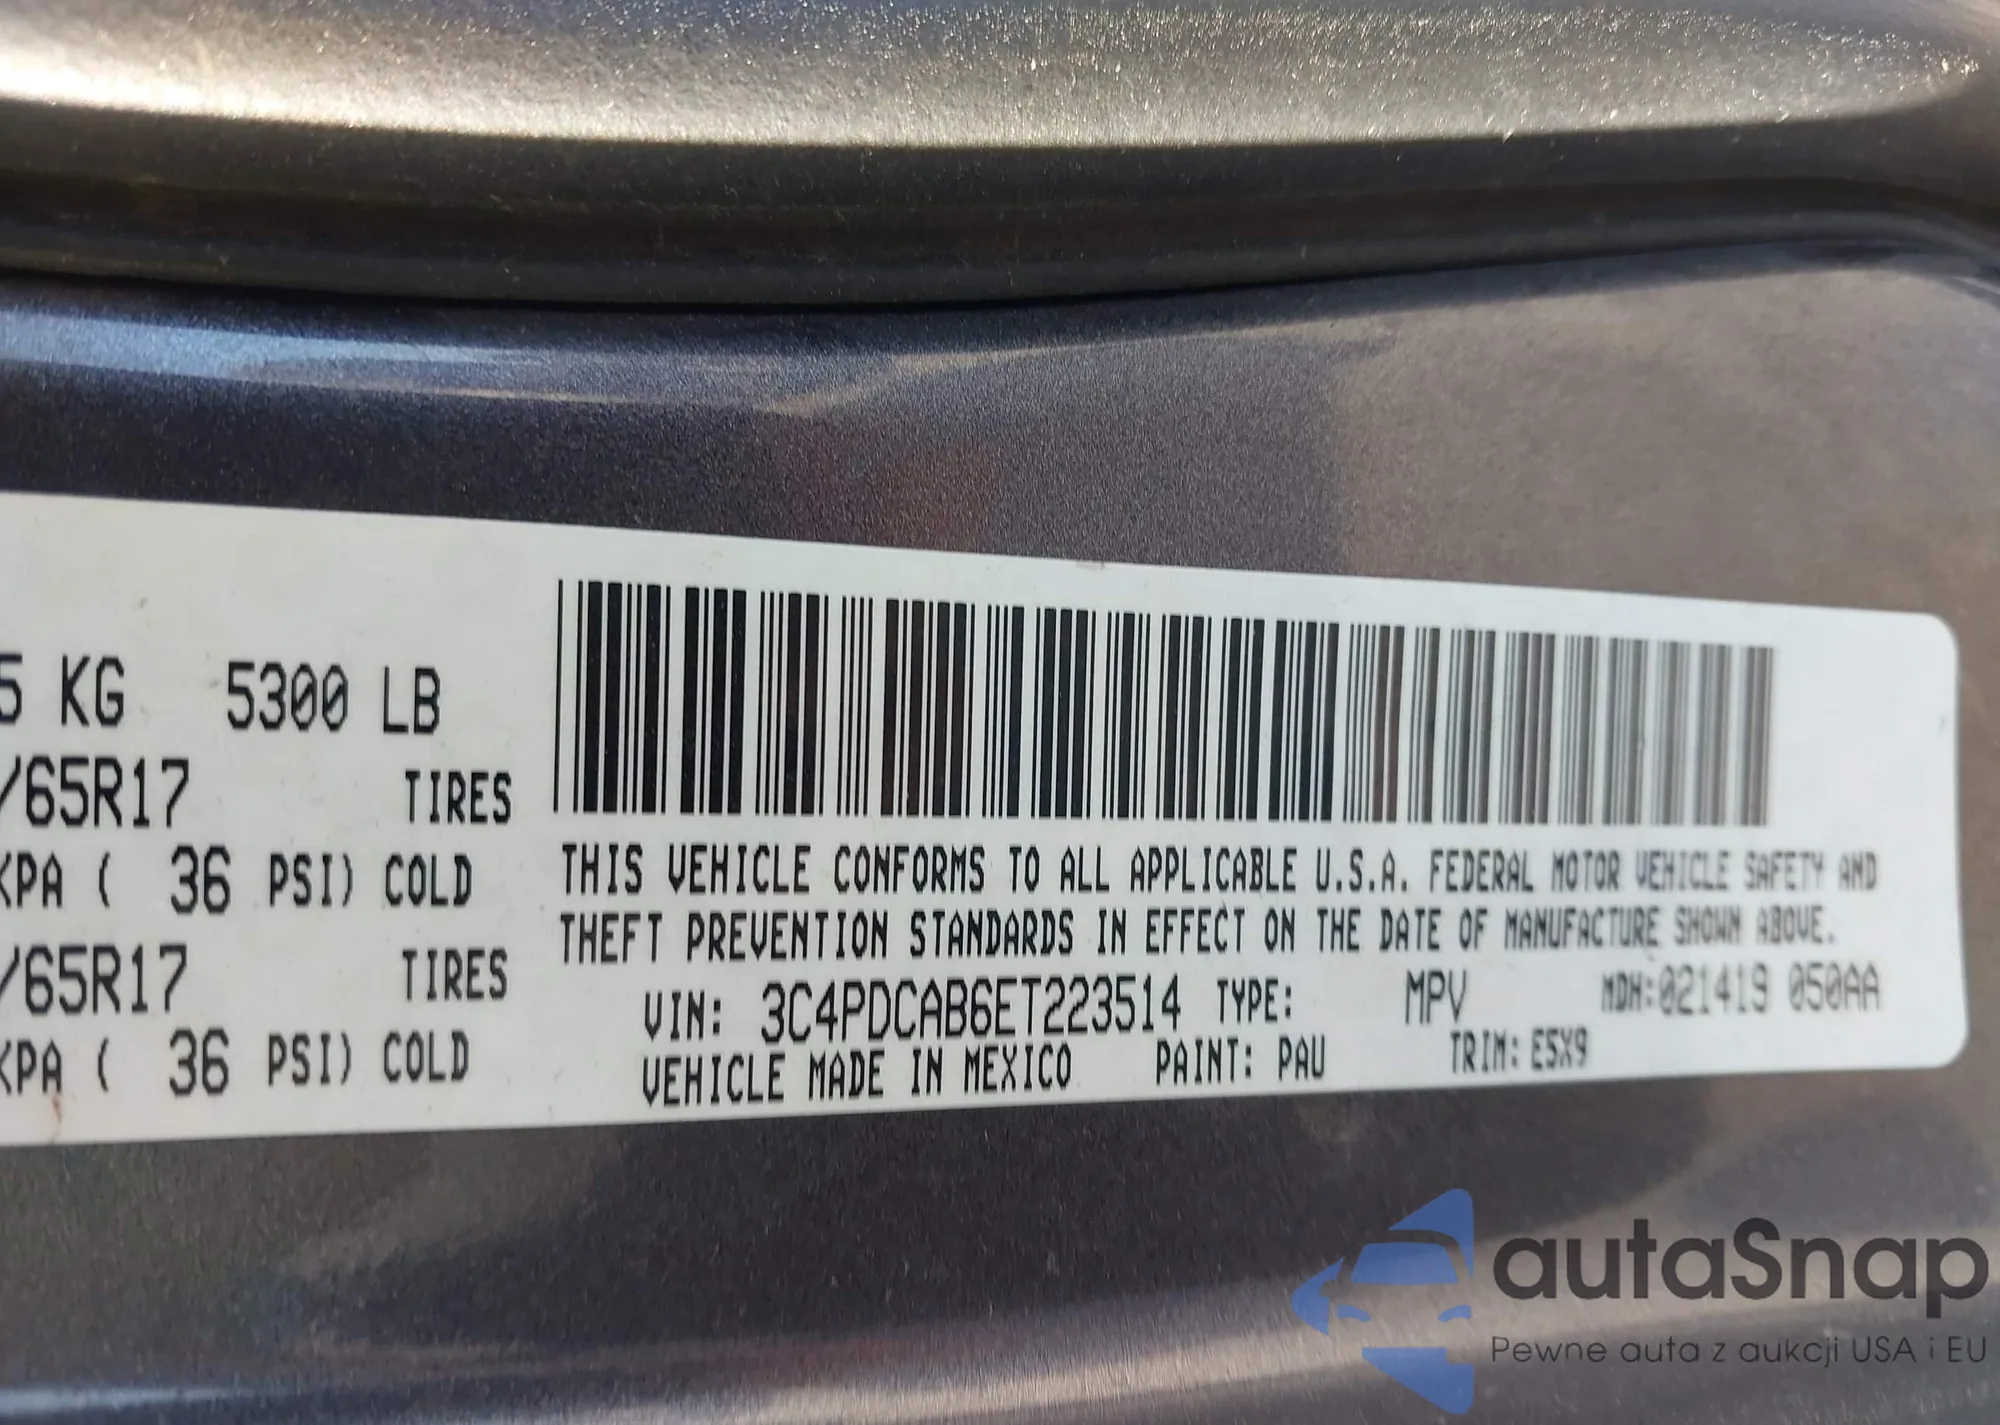 5 KG 5300 LB
/65R17 TIRES
KPA ( 36 PSI) COLD
/65R17 TIRES
KPA ( 36 PSI) COLD
THIS VEHICLE CONFORMS TO ALL APPLICABLE U.S.A. FEDERAL MOTOR VEHICLE SAFETY AND
THEFT PREVENTION STANDARDS IN EFFECT ON THE DATE OF MANUFACTURE SHOWN ABOVE.
VIN: 3C4PDCAB6ET223514 TYPE: MPV MDH:021419 050AA
VEHICLE MADE IN MEXICO PAINT: PAU TRIM: E5X9
autaSnap
Pewne auta z aukcji USA i EU